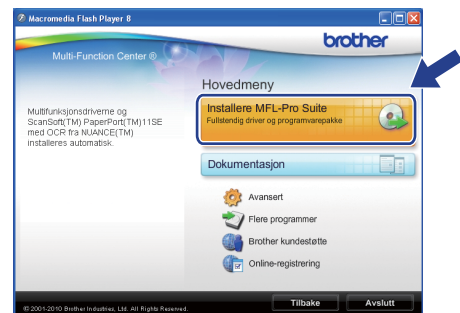 Macromedia Flash Player 8
brother
Multi-Function Center ®
Hovedmeny
Multifunksjonsdriverne og
ScanSoft(TM) PaperPort(TM)11SE
med OCR fra NUANCE(TM)
installeres automatisk.
Installere MFL-Pro Suite
Fullstendig driver og programvarepakke
Dokumentasjon
Avansert
Flere programmer
Brother kundestøtte
Online-registrering
© 2001-2010 Brother Industries, Ltd. All Rights Reserved.
Tilbake
Avslutt